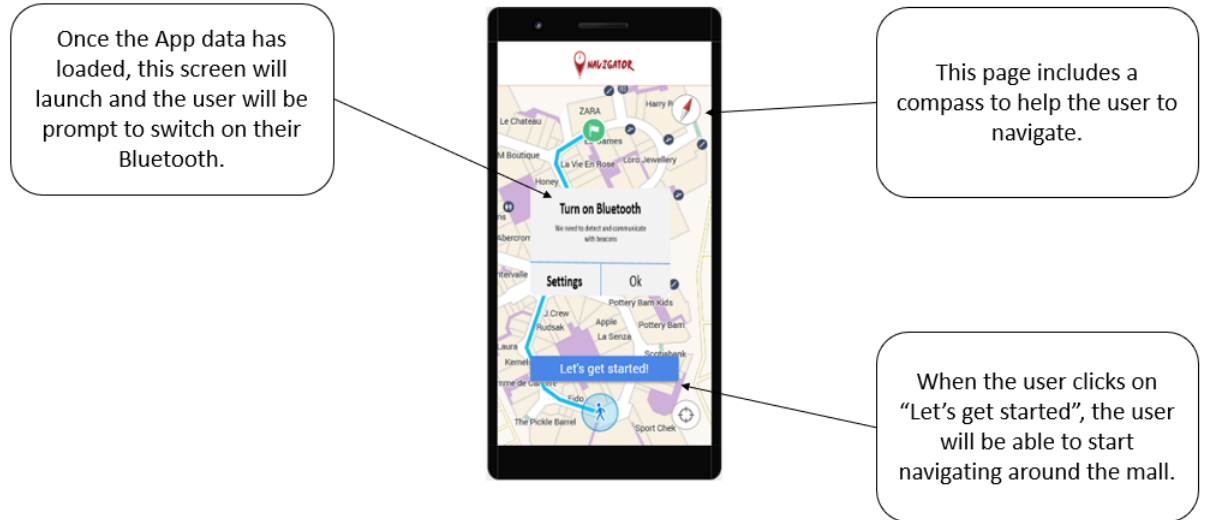 Once the App data has
loaded, this screen will
launch and the user will be
prompt to switch on their
Bluetooth.
NAVIGATOR
ZARA
Harry
Le Chateau
La Vie En Rose
Loro Jewellery
Boutique
Honey
Turn on Bluetooth
We need to detect and communicate
with beacons
Settings
Ok
Pottery Barn Kids
J.Crew
Rudsak
Apple
Pottery Barn
La Senza
Scotiabank
Let's get started!
Fido
The Pickle Barrel
Sport Chek
This page includes a
compass to help the user to
navigate.
When the user clicks on
“Let’s get started”, the user
will be able to start
navigating around the mall.